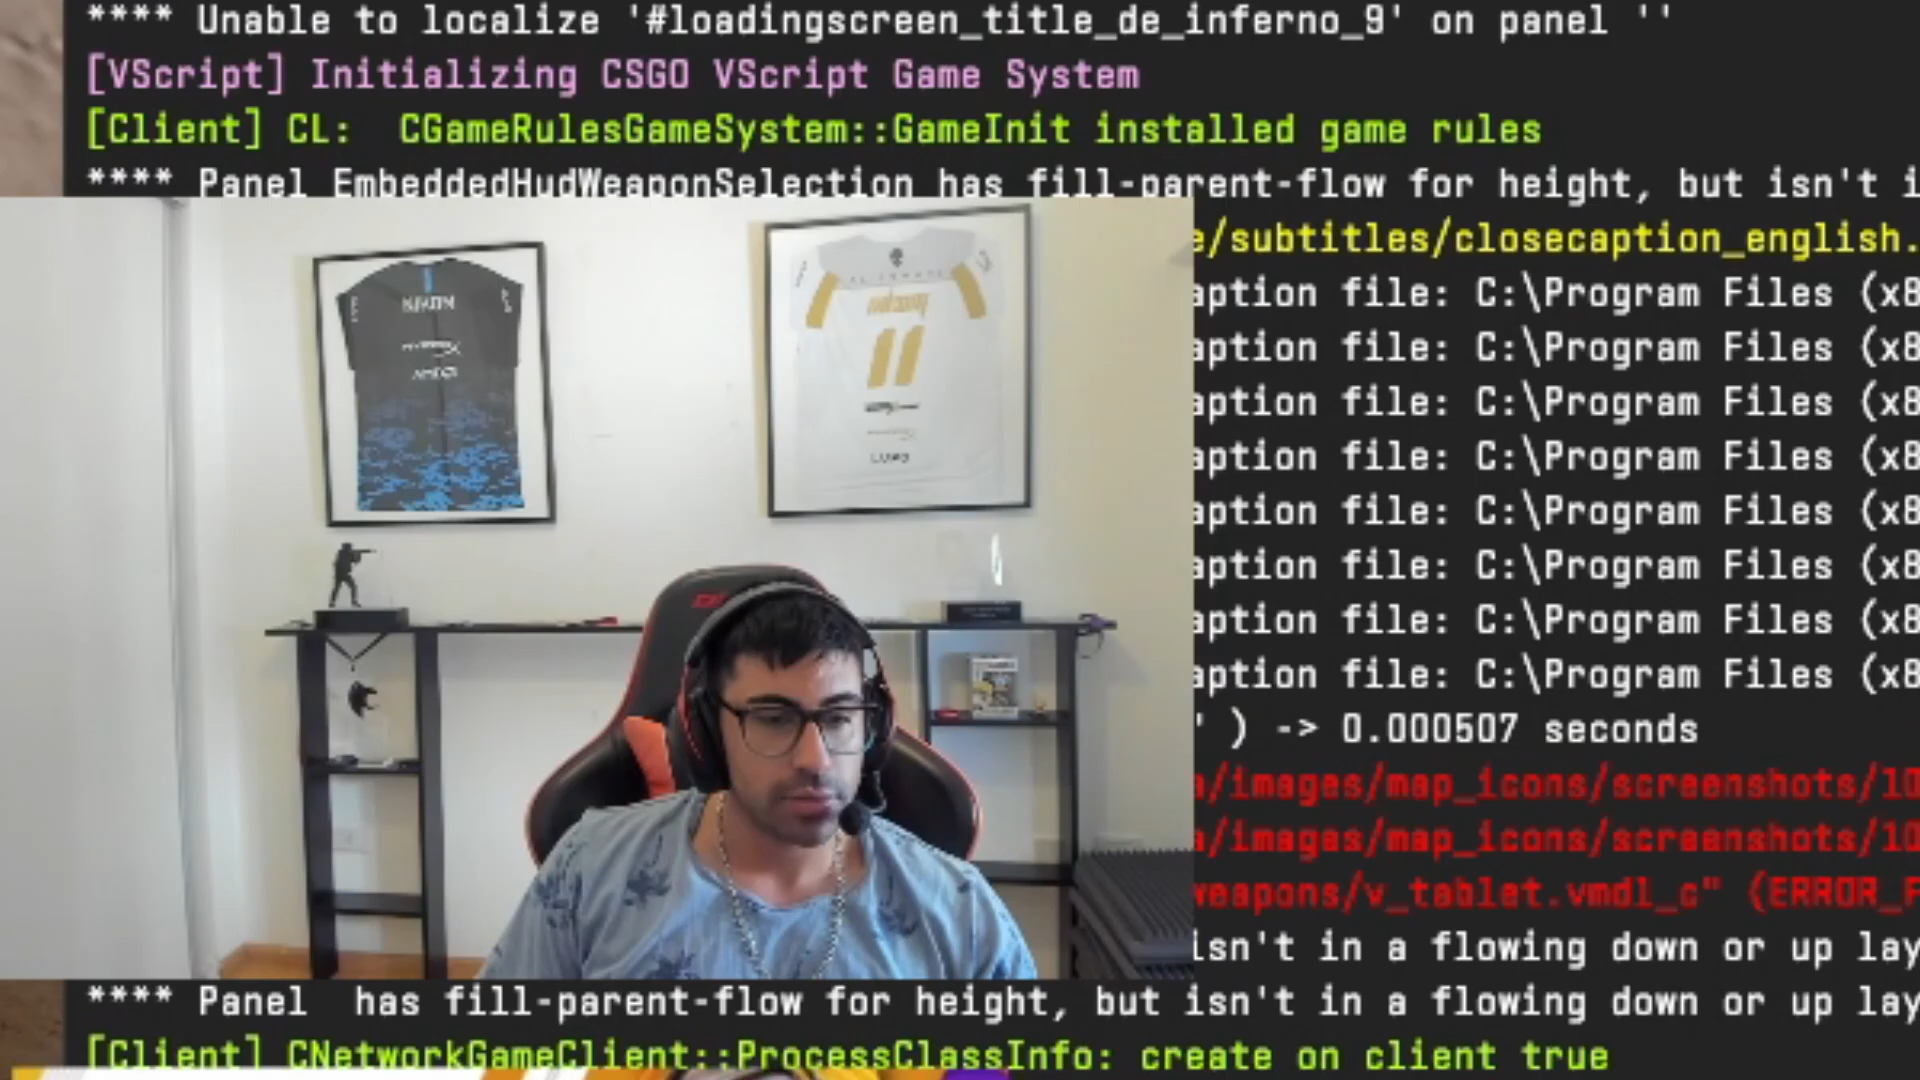 **** Unable to localize '#loadingscreen_title_de_inferno_9' on panel ''
[VScript] Initializing CSGO VScript Game System
[Client] CL:  CGameRulesGameSystem::GameInit installed game rules
**** Panel EmbeddedHudWeaponSelection has fill-parent-flow for height, but isn't i
e/subtitles/closecaption_english.
aption file: C:\Program Files (x8
aption file: C:\Program Files (x8
aption file: C:\Program Files (x8
aption file: C:\Program Files (x8
aption file: C:\Program Files (x8
aption file: C:\Program Files (x8
aption file: C:\Program Files (x8
aption file: C:\Program Files (x8
' ) -> 0.000507 seconds
/images/map_icons/screenshots/10
/images/map_icons/screenshots/10
weapons/v_tablet.vmdl_c" (ERROR_F
isn't in a flowing down or up lay
**** Panel  has fill-parent-flow for height, but isn't in a flowing down or up lay
[Client] CNetworkGameClient::ProcessClassInfo: create on client true
11